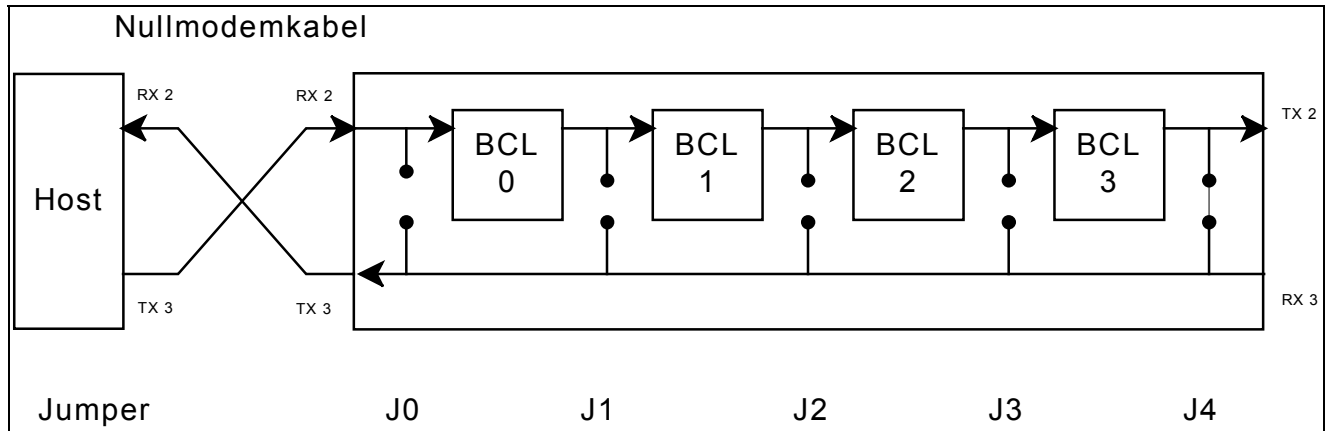 Nullmodemkabel
RX 2
RX 2
TX 2
BCL
0
BCL
1
BCL
2
BCL
3
Host
TX 3
TX 3
RX 3
Jumper
J0
J1
J2
J3
J4